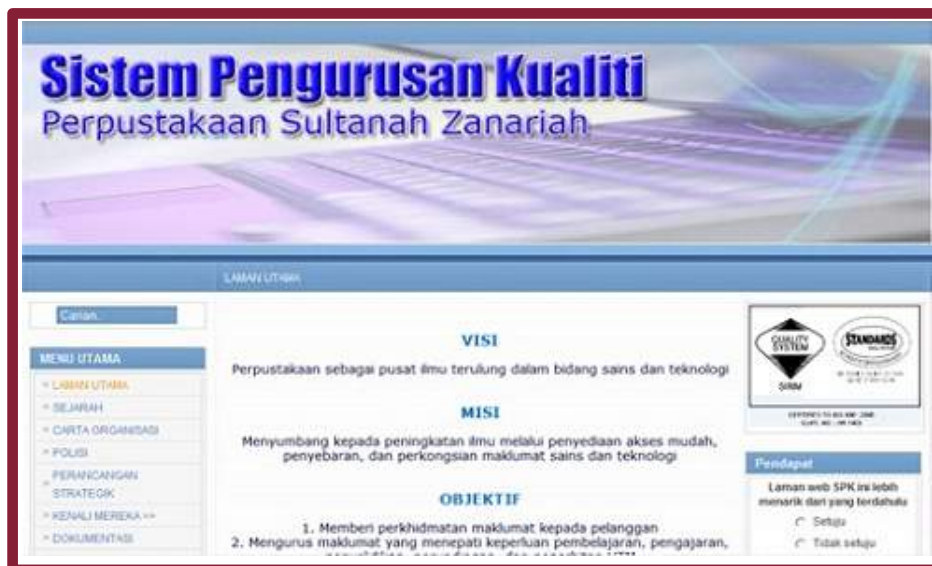 Sistem Pengurusan Kualiti
Perpustakaan Sultanah Zanariah
LAMAN UTAMA
Carian..
MENU UTAMA
LAMAN UTAMA
SEJARAH
CARTA ORGANISASI
POLISI
PERANCANGAN
STRATEGIK
KENALI MEREKA >>
DOKUMENTASI
VISI
Perpustakaan sebagai pusat ilmu terulung dalam bidang sains dan teknologi
MISI
Menyumbang kepada peningkatan ilmu melalui penyediaan akses mudah,
penyebaran, dan perkongsian maklumat sains dan teknologi
OBJEKTIF
1. Memberi perkhidmatan maklumat kepada pelanggan
2. Mengurus maklumat yang menepati keperluan pembelajaran, pengajaran,
QUALITY
SYSTEM
SIRIM
STANDARDS
Pendapat
Laman web SPK ini lebih
menarik dari yang terdahulu
Setuju
Tidak setuju